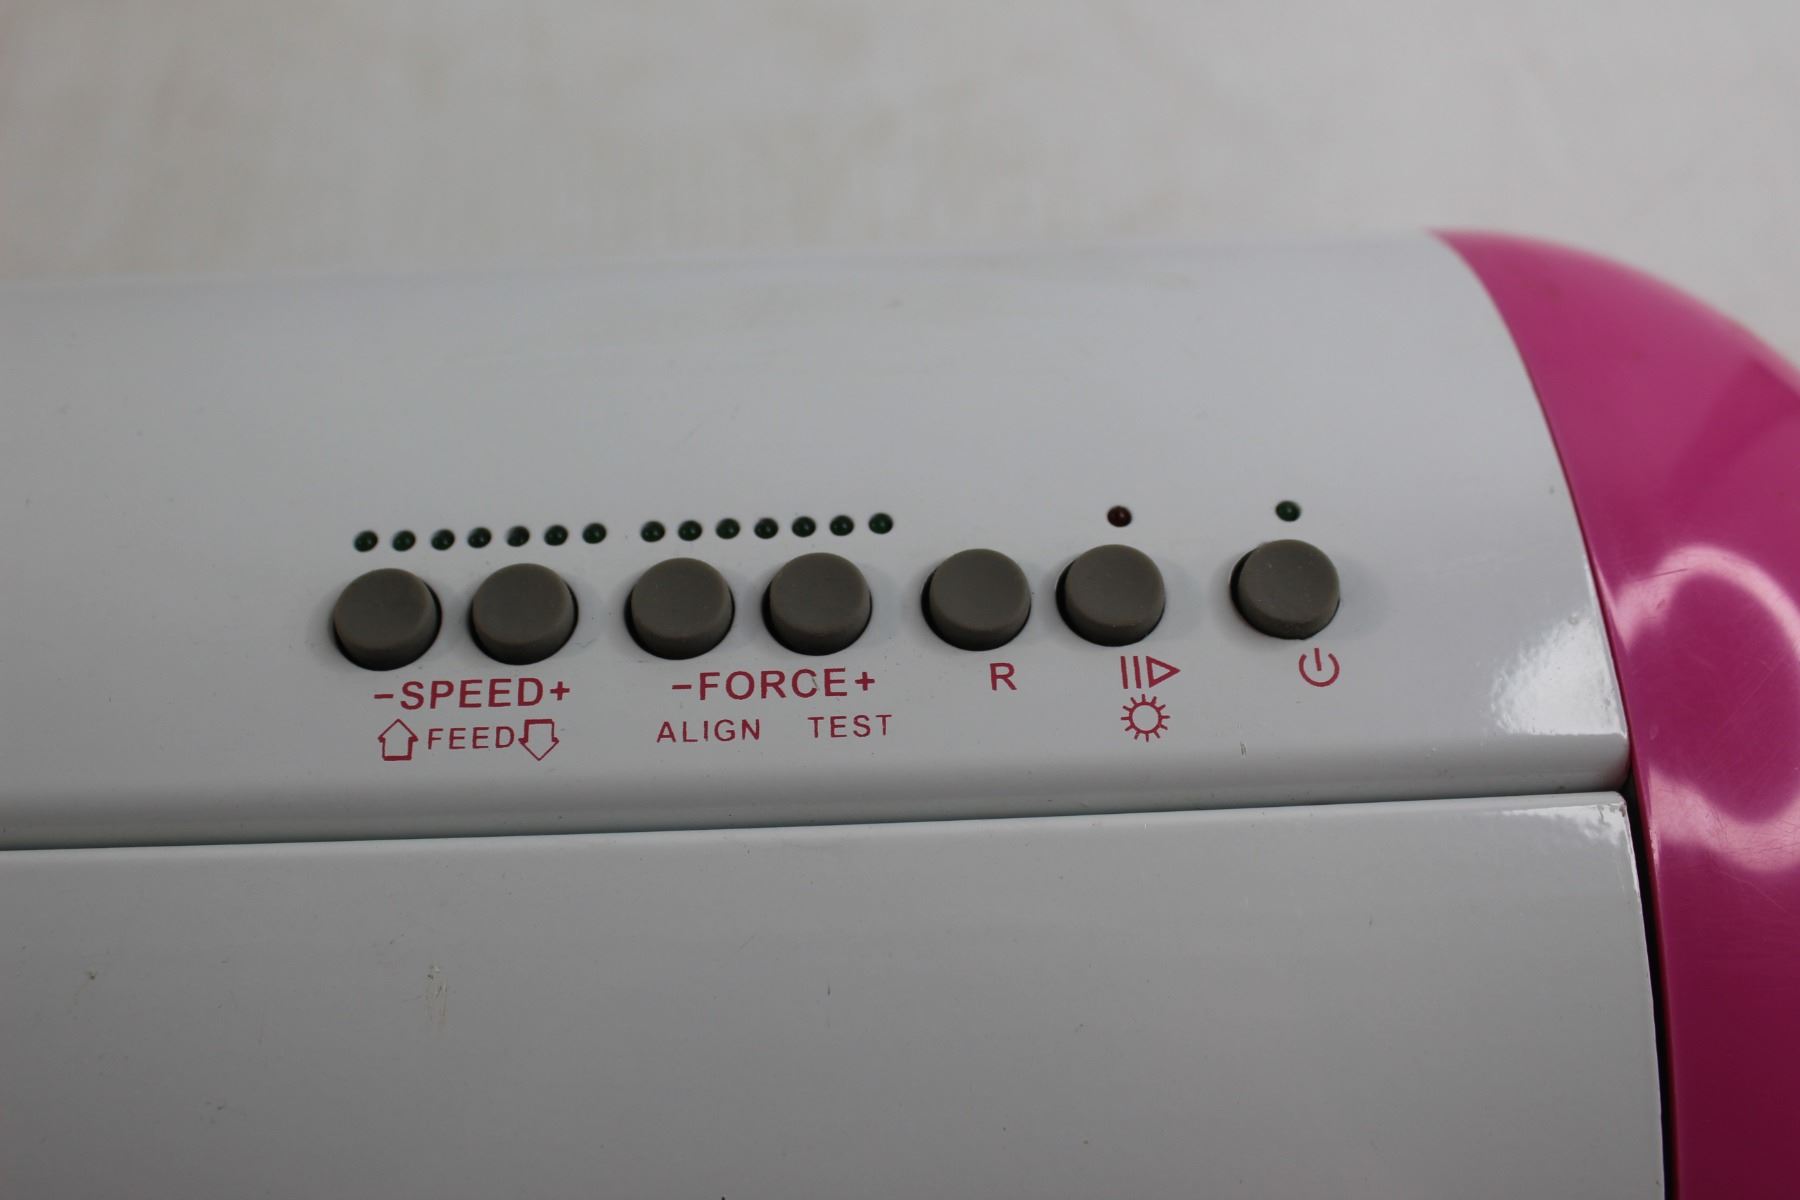 -SPEED+ -FORCE+ R
FEED ALIGN TEST